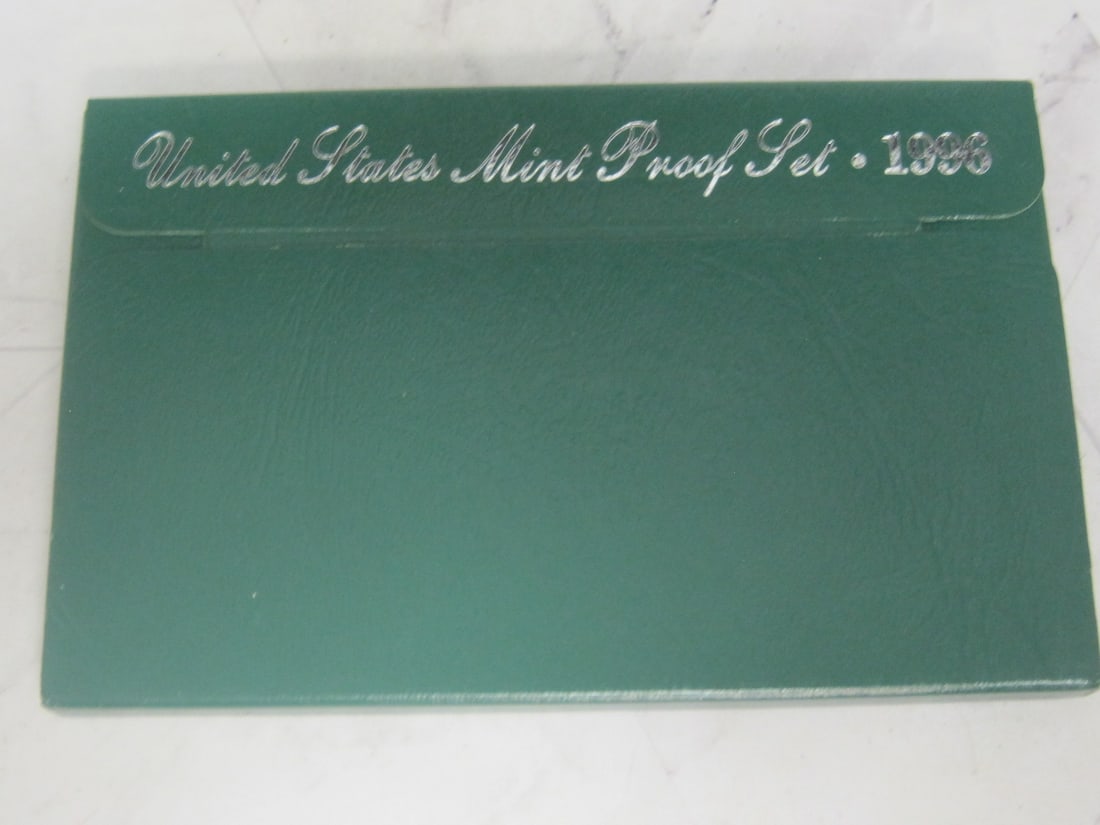 United States Mint Proof Set • 1996